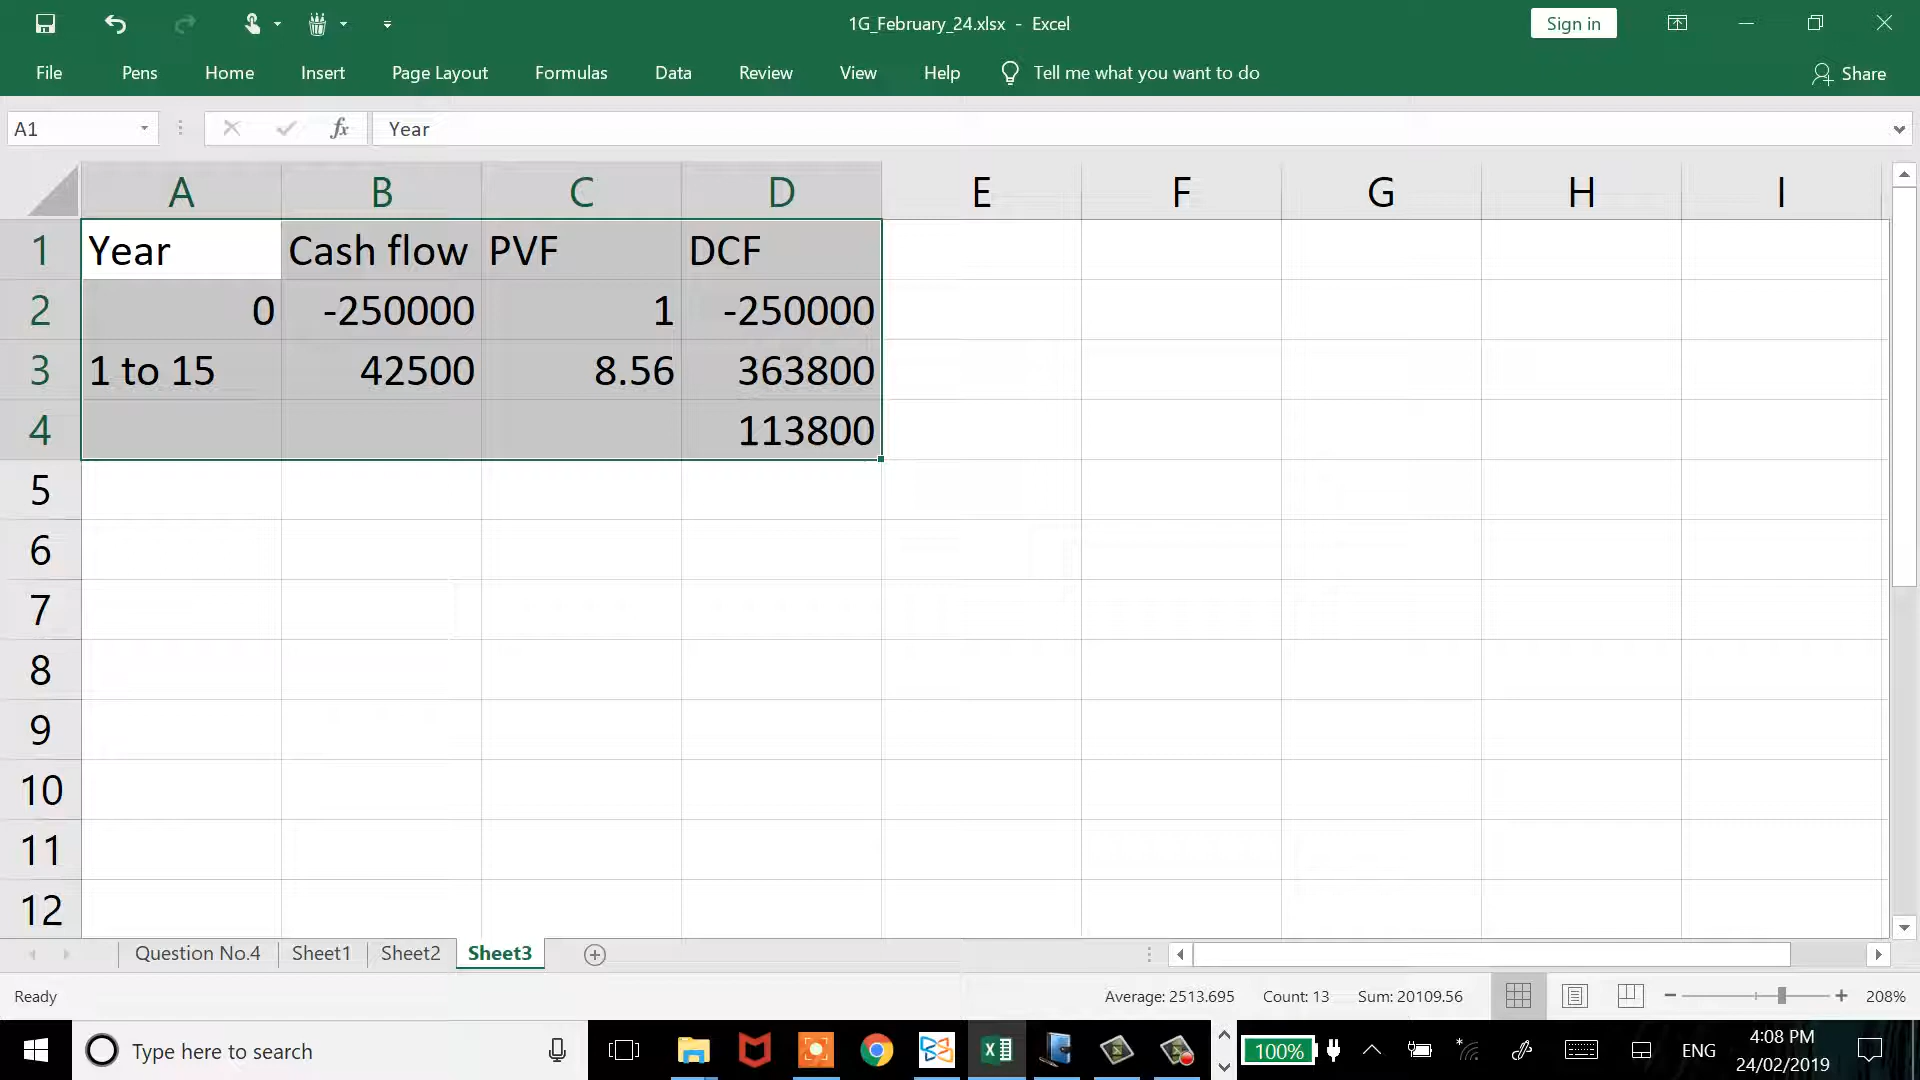 1G_February_24.xlsx - Excel
Sign in
File Pens Home Insert Page Layout Formulas Data Review View Help Tell me what you want to do Share
A1 fx Year
A B C D E F G H I
1 Year Cash flow PVF DCF
2 0 -250000 1 -250000
3 1 to 15 42500 8.56 363800
4 113800
5
6
7
8
9
10
11
12
Question No.4 Sheet1 Sheet2 Sheet3
Ready Average: 2513.695 Count: 13 Sum: 20109.56 208%
Type here to search 100% ENG 4:08 PM
24/02/2019